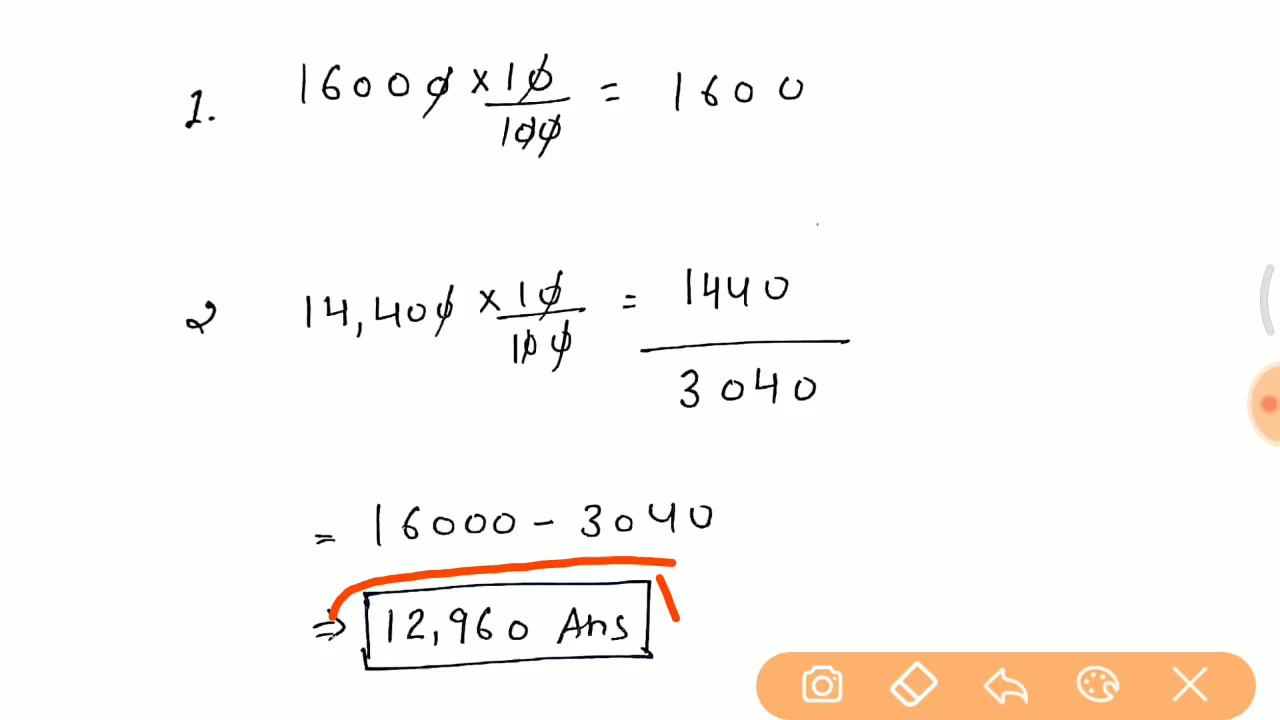 1. 16000 × 10/100 = 1600
2 14,400 × 10/100 = 1440
3040
= 16000 - 3040
⇒ 12,960 Ans